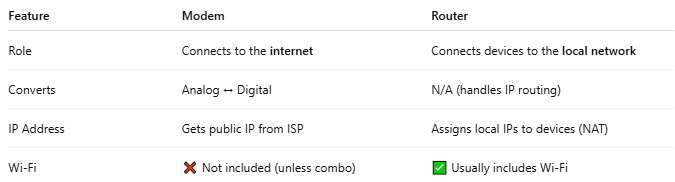 Feature Modem Router
Role Connects to the internet Connects devices to the local network
Converts Analog ↔ Digital N/A (handles IP routing)
IP Address Gets public IP from ISP Assigns local IPs to devices (NAT)
Wi-Fi ❌ Not included (unless combo) ✅ Usually includes Wi-Fi